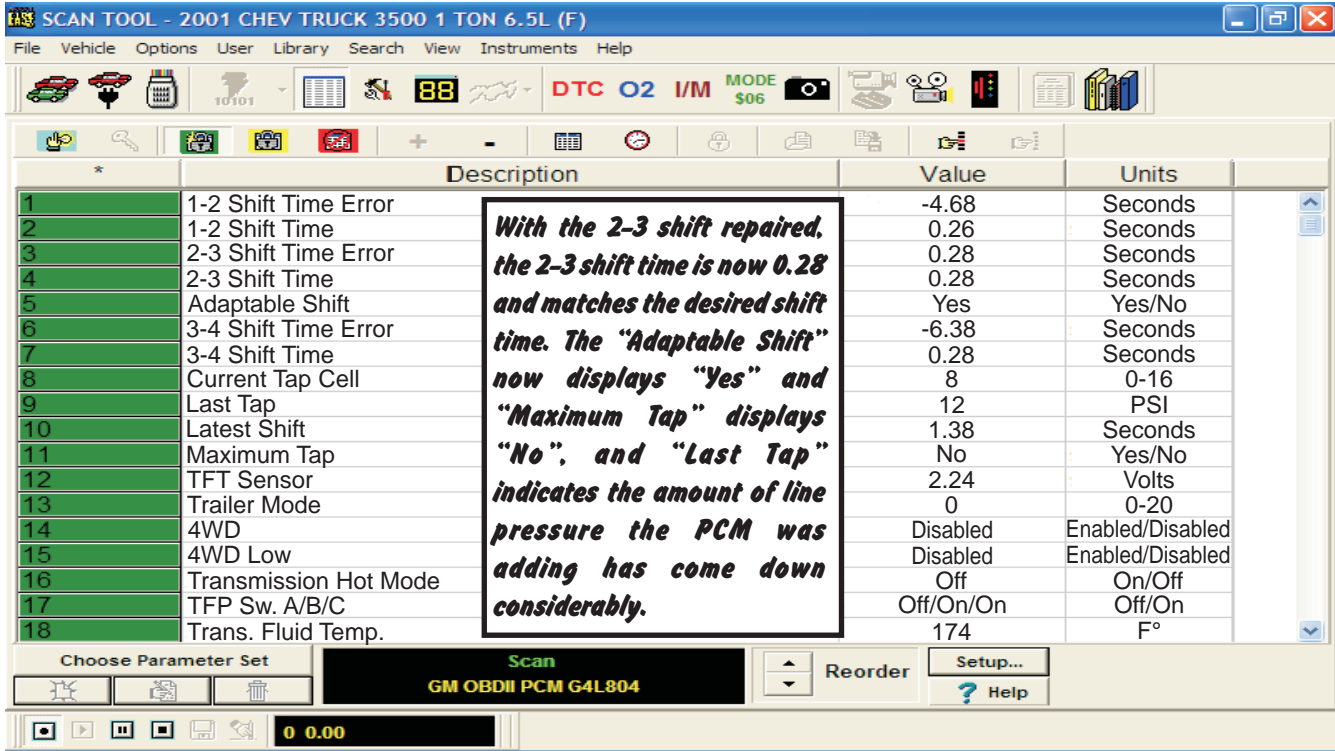 SCAN TOOL - 2001 CHEV TRUCK 3500 1 TON 6.5L (F)
File Vehicle Options User Library Search View Instruments Help
10101 88 DTC O2 I/M MODE $06
* Description Value Units
1 1-2 Shift Time Error -4.68 Seconds
2 1-2 Shift Time 0.26 Seconds
3 2-3 Shift Time Error 0.28 Seconds
4 2-3 Shift Time 0.28 Seconds
5 Adaptable Shift Yes Yes/No
6 3-4 Shift Time Error -6.38 Seconds
7 3-4 Shift Time 0.28 Seconds
8 Current Tap Cell 8 0-16
9 Last Tap 12 PSI
10 Latest Shift 1.38 Seconds
11 Maximum Tap No Yes/No
12 TFT Sensor 2.24 Volts
13 Trailer Mode 0 0-20
14 4WD Disabled Enabled/Disabled
15 4WD Low Disabled Enabled/Disabled
16 Transmission Hot Mode Off On/Off
17 TFP Sw. A/B/C Off/On/On Off/On
18 Trans. Fluid Temp. 174 F°
With the 2-3 shift repaired,
the 2-3 shift time is now 0.28
and matches the desired shift
time. The “Adaptable Shift”
now displays “Yes” and
“Maximum Tap” displays
“No”, and “Last Tap”
indicates the amount of line
pressure the PCM was
adding has come down
considerably.
Choose Parameter Set
Scan
GM OBDII PCM G4L804
Reorder
Setup...
? Help
0 0.00